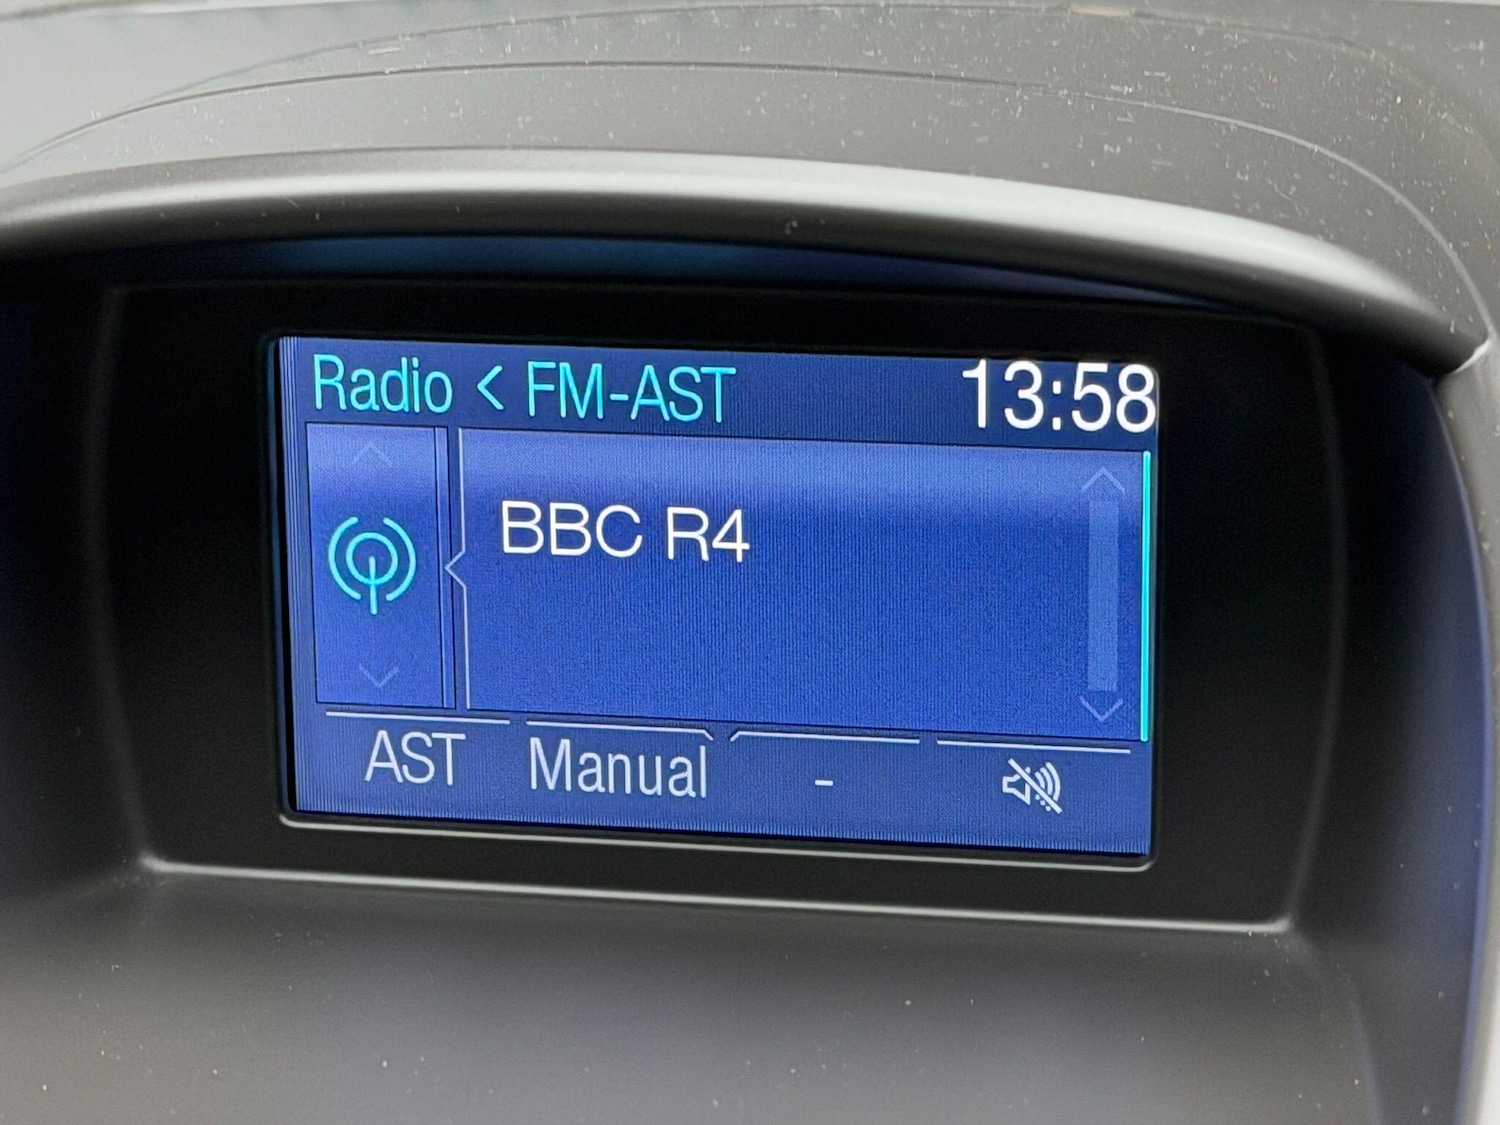 Radio < FM-AST 13:58
BBC R4
AST Manual -